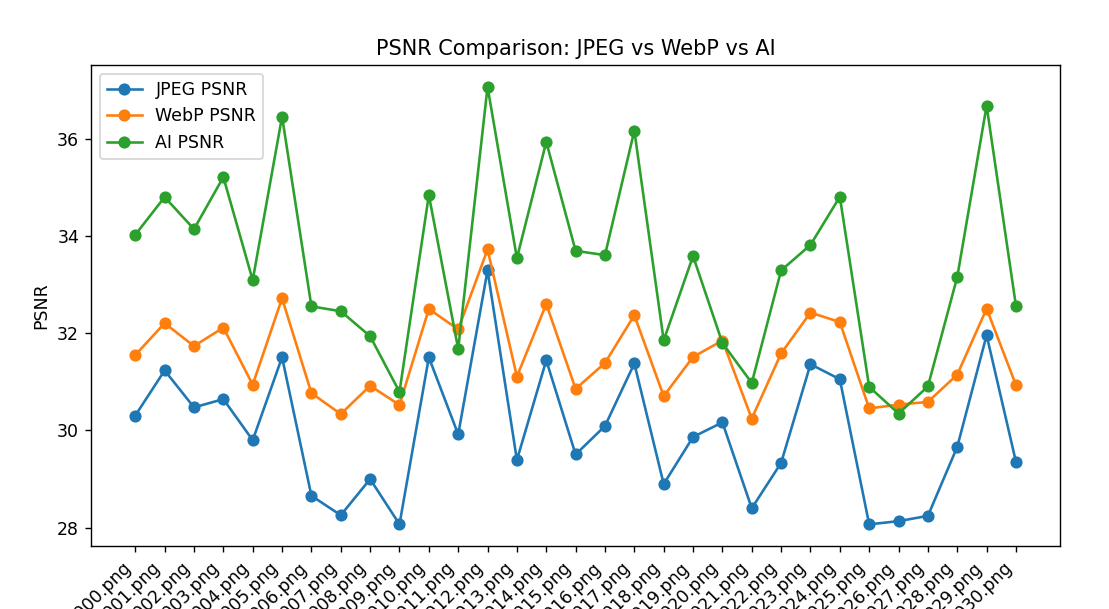 PSNR Comparison: JPEG vs WebP vs AI
JPEG PSNR
WebP PSNR
AI PSNR
PSNR
36
34
32
30
28
000.png
001.png
002.png
003.png
004.png
005.png
006.png
007.png
008.png
009.png
010.png
011.png
012.png
013.png
014.png
015.png
016.png
017.png
018.png
019.png
020.png
021.png
022.png
023.png
024.png
025.png
026.png
027.png
028.png
029.png
030.png